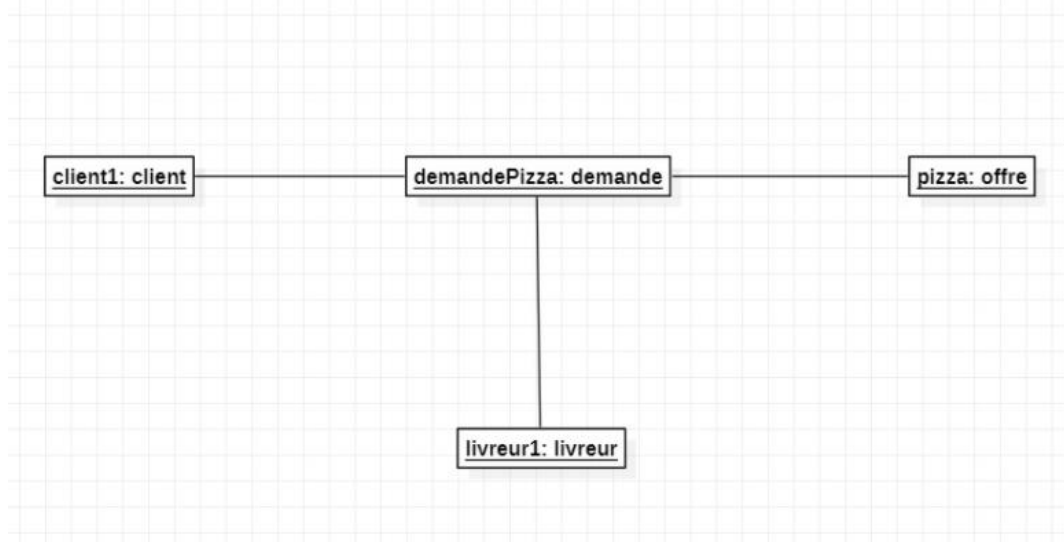 client1: client
demandePizza: demande
pizza: offre
livreur1: livreur